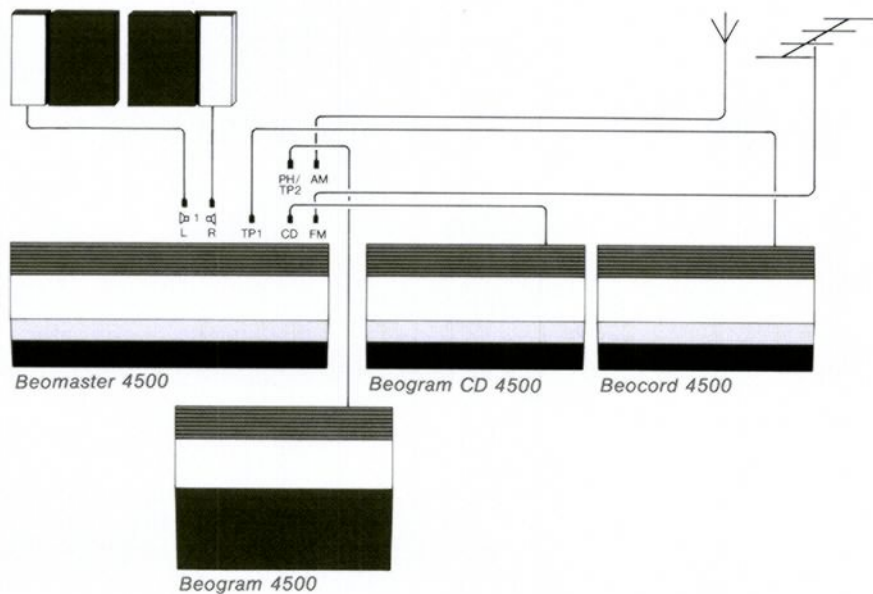 PH/ AM
TP2
1
L R TP1 CD FM
Beomaster 4500
Beogram CD 4500
Beocord 4500
Beogram 4500